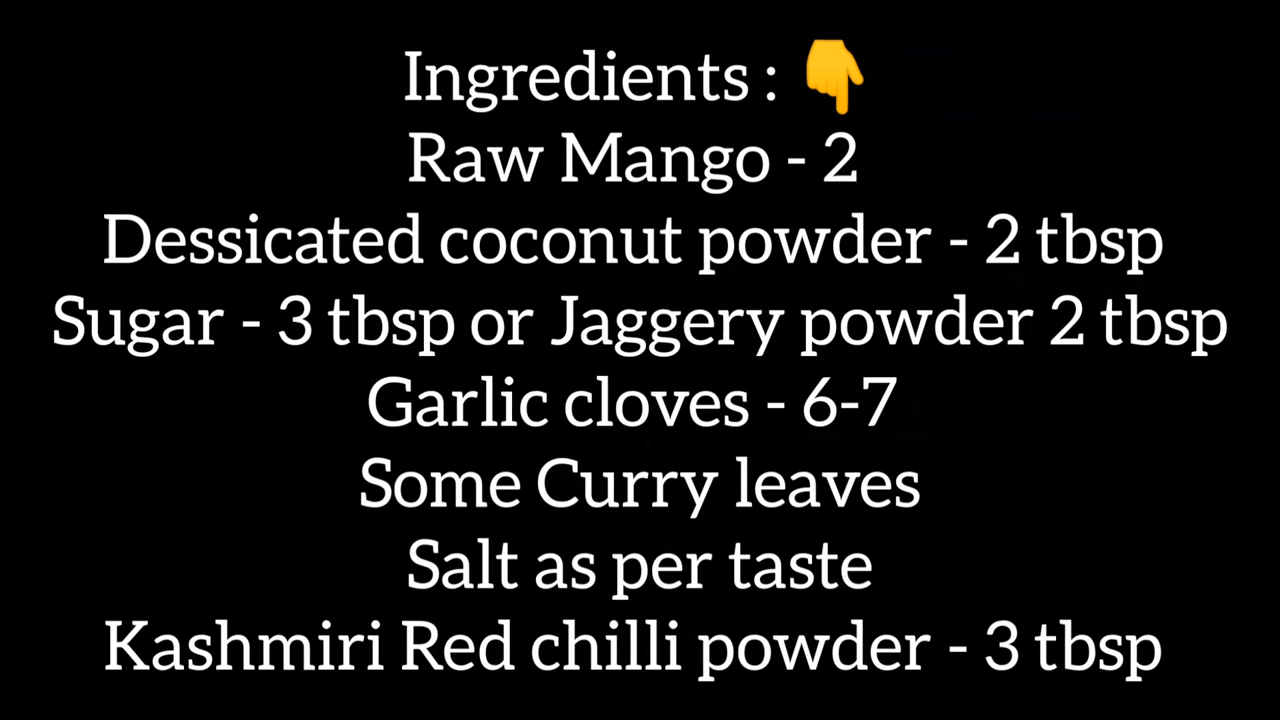 Ingredients : 👇
Raw Mango - 2
Dessicated coconut powder - 2 tbsp
Sugar - 3 tbsp or Jaggery powder 2 tbsp
Garlic cloves - 6-7
Some Curry leaves
Salt as per taste
Kashmiri Red chilli powder - 3 tbsp